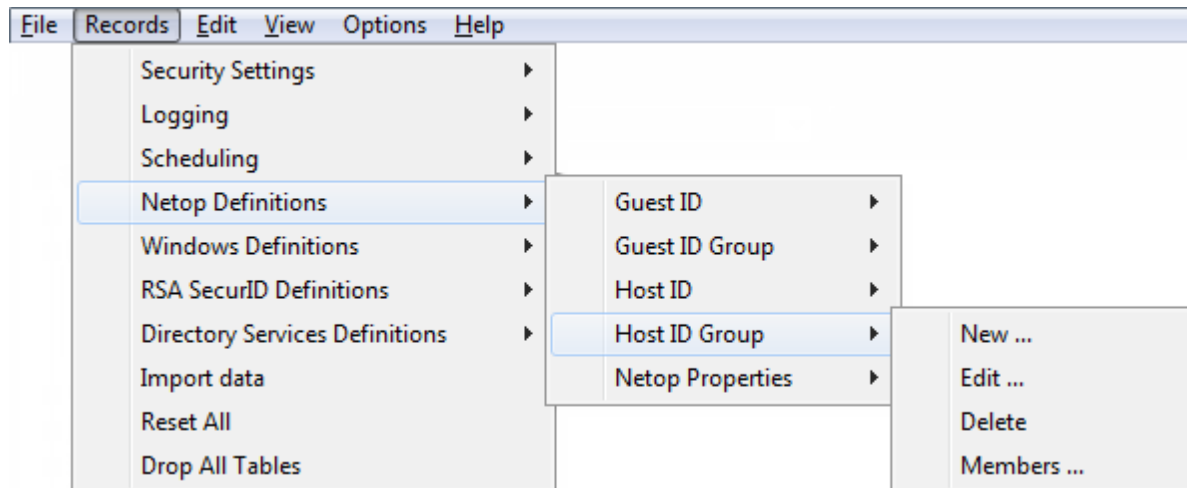 File Records Edit View Options Help
Security Settings
Logging
Scheduling
Netop Definitions
Windows Definitions
RSA SecurID Definitions
Directory Services Definitions
Import data
Reset All
Drop All Tables
Guest ID
Guest ID Group
Host ID
Host ID Group
Netop Properties
New ...
Edit ...
Delete
Members ...